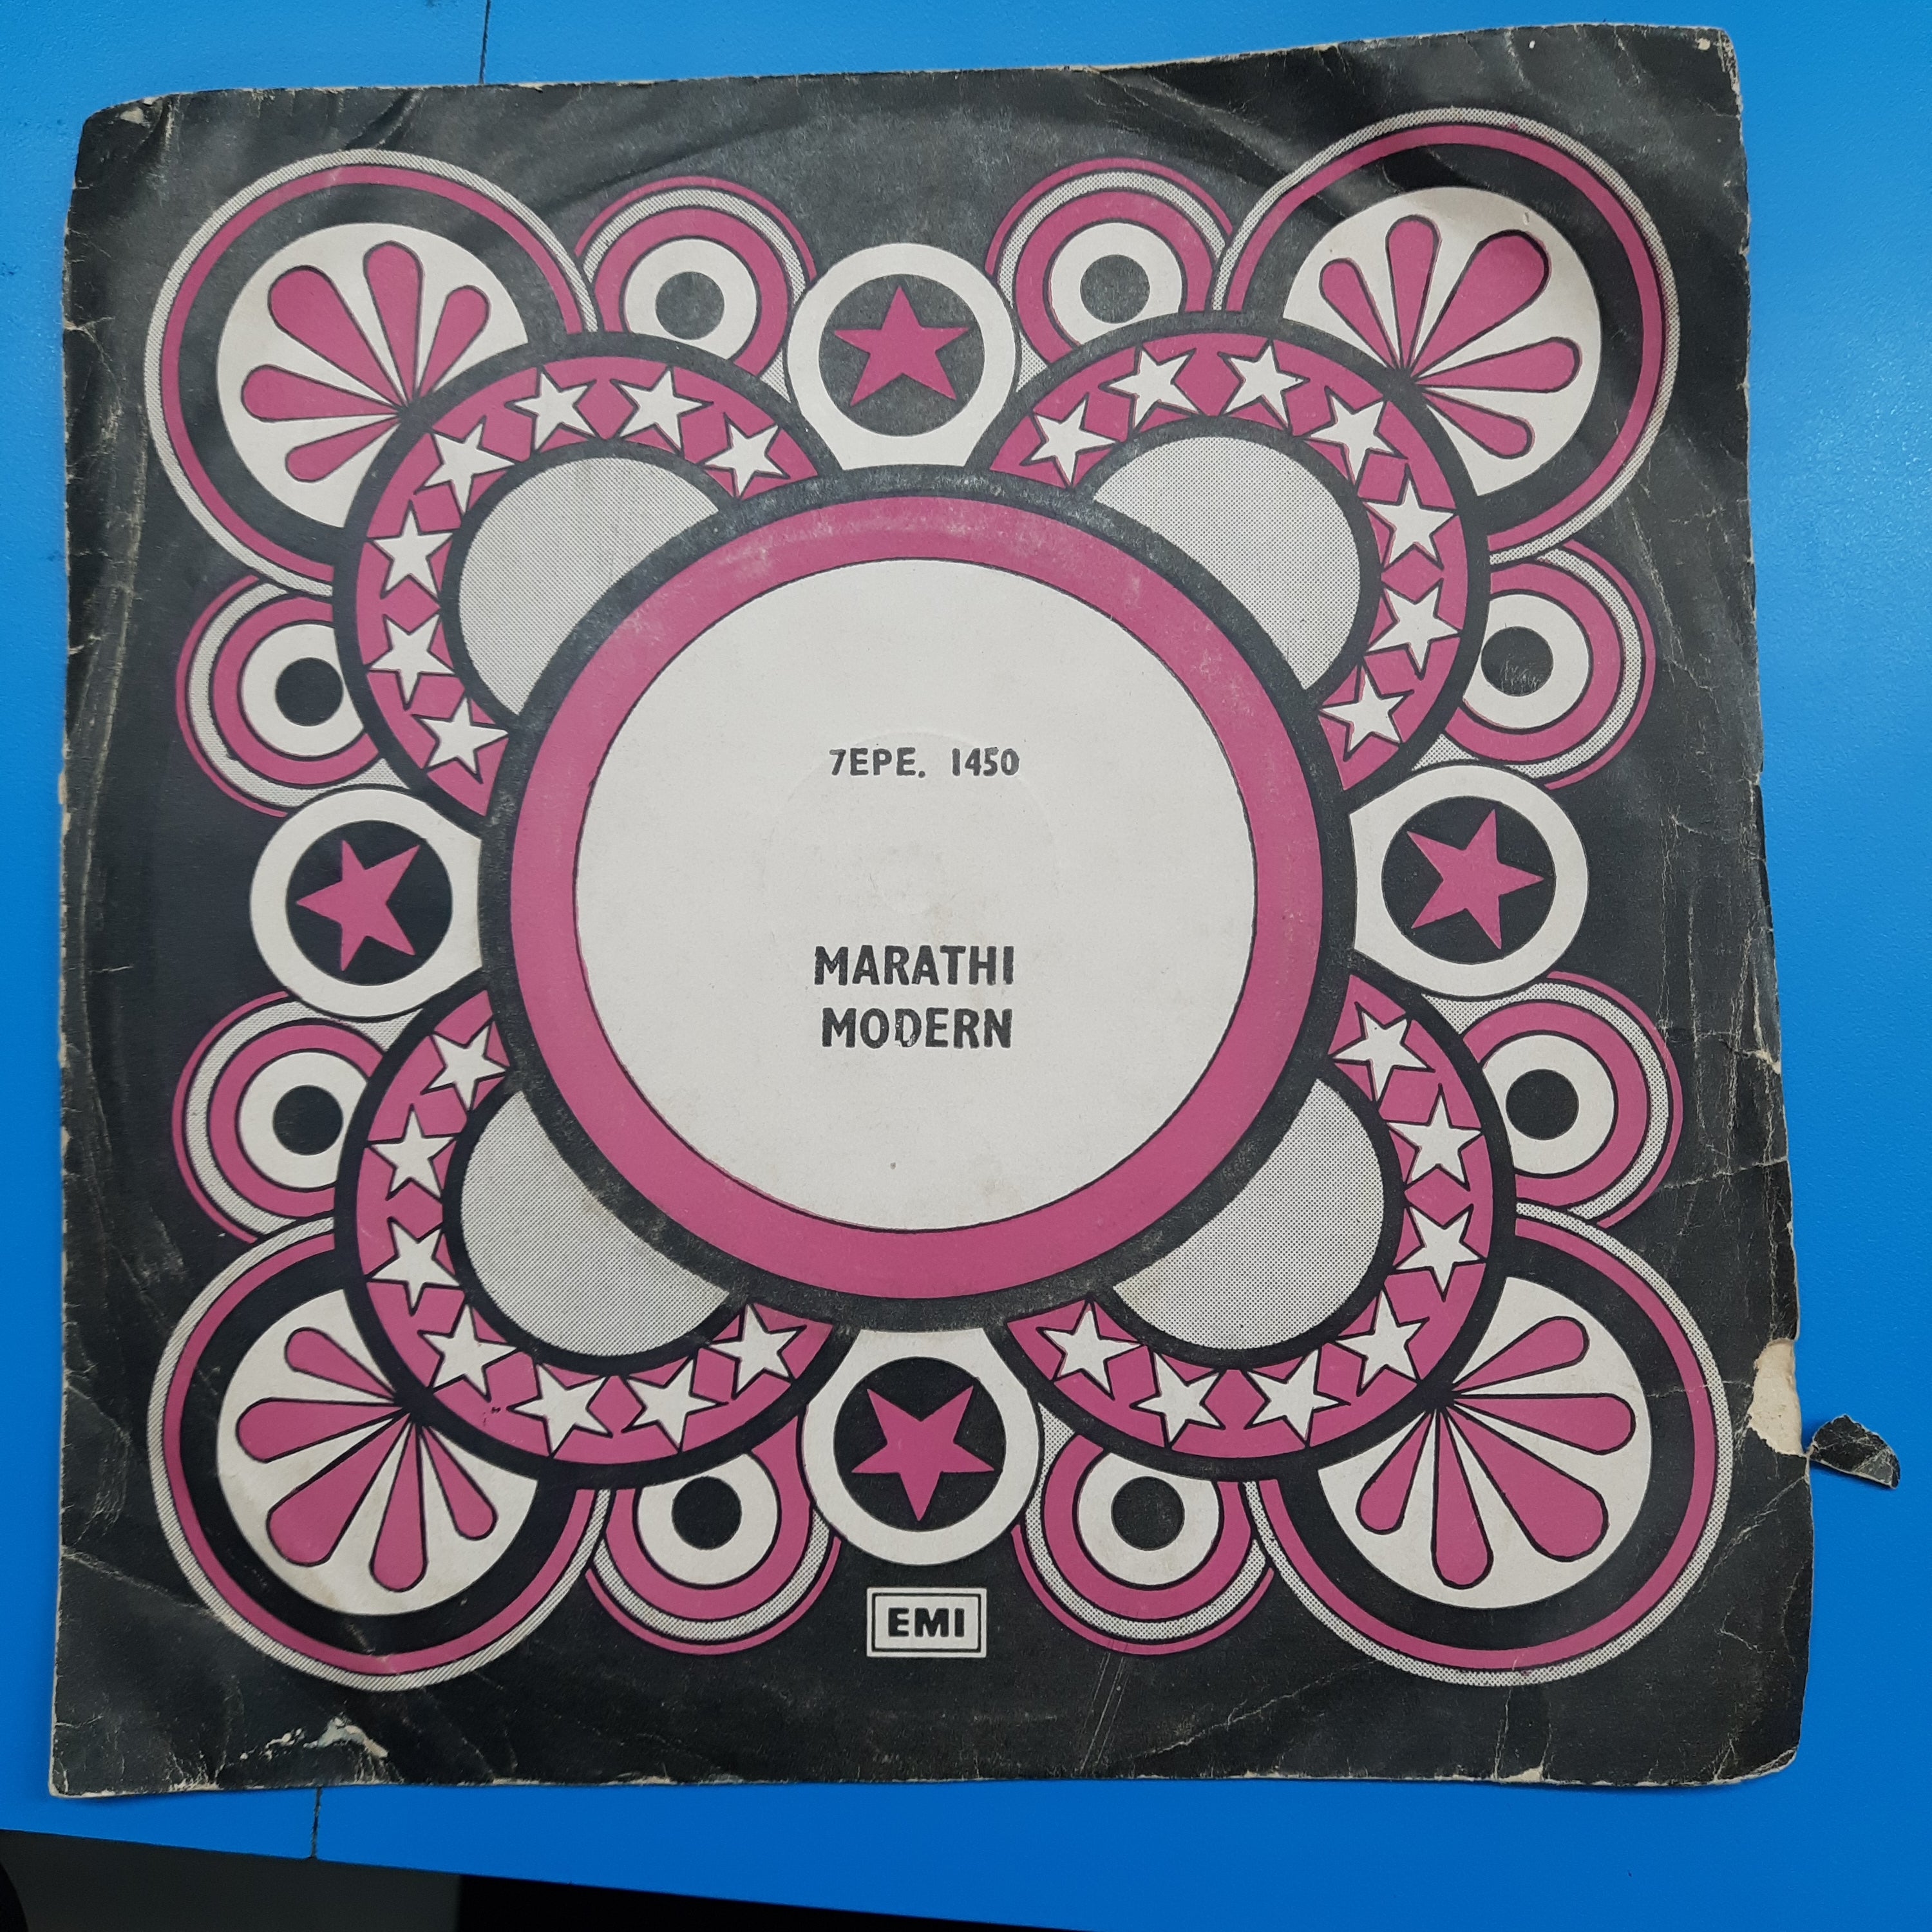 7EPE. 1450
MARATHI
MODERN
EMI